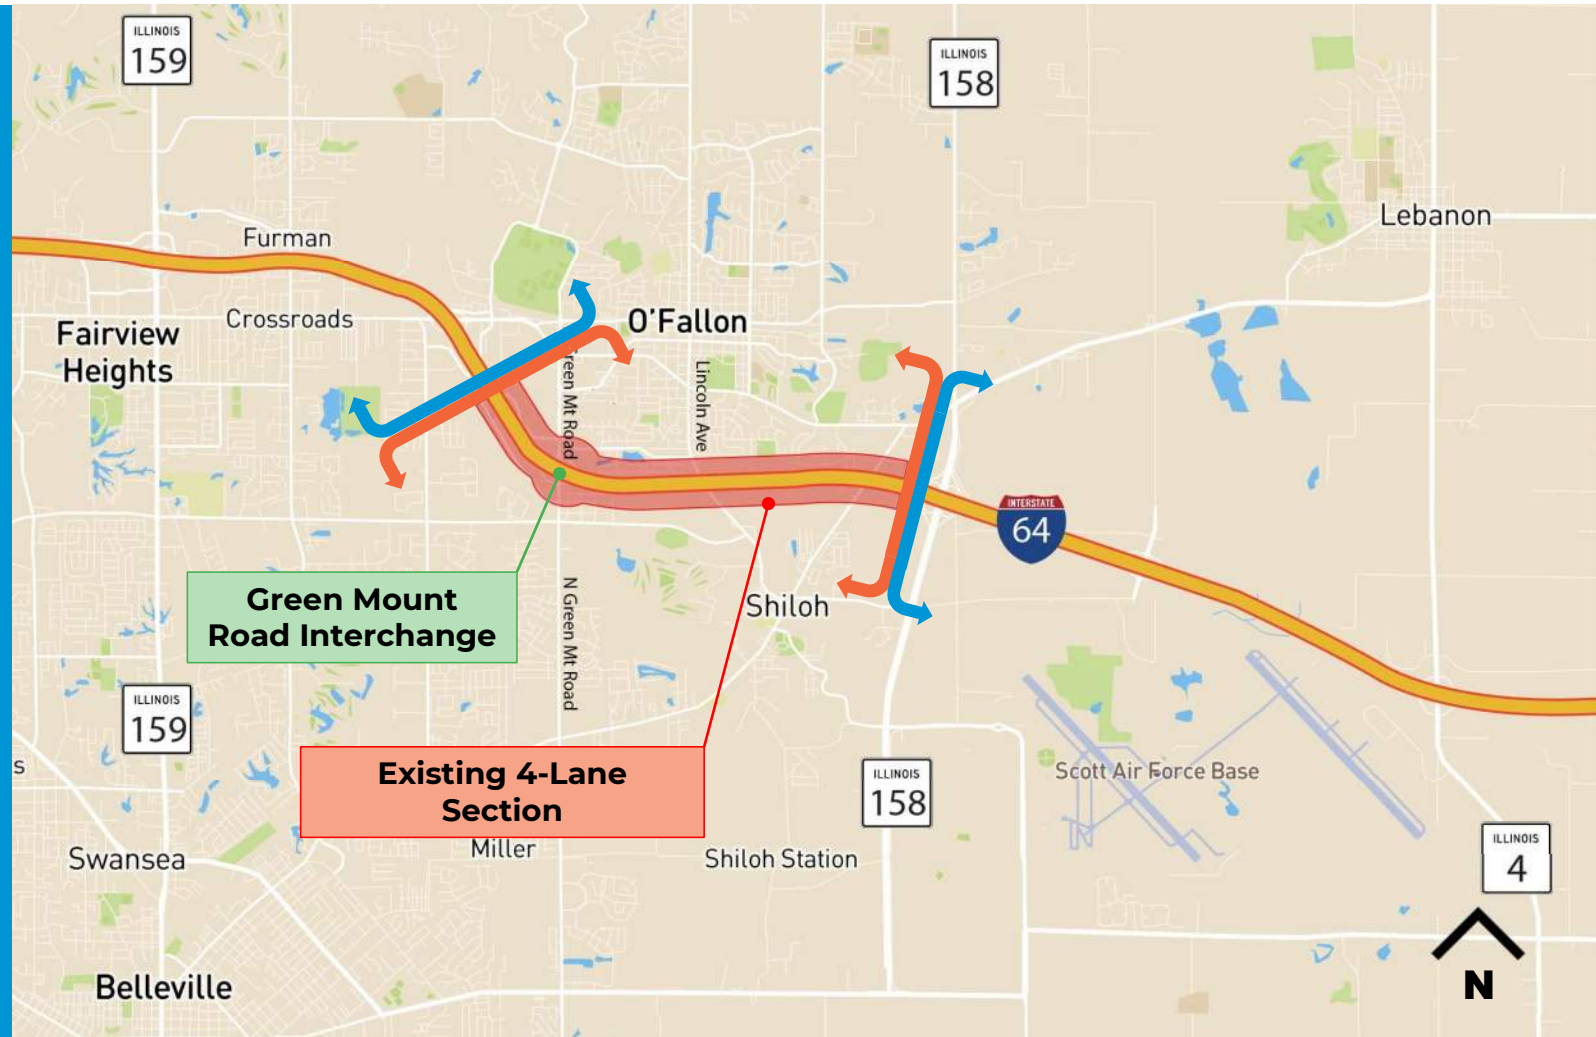 ILLINOIS
159
ILLINOIS
158
Lebanon
Furman
Crossroads
O'Fallon
Fairview
Heights
Lincoln Ave
reen Mt Road
INTERSTATE
64
Green Mount
Road Interchange
N Green Mt Road
Shiloh
ILLINOIS
159
s
Existing 4-Lane
Section
ILLINOIS
158
Scott Air Force Base
Miller
Shiloh Station
Swansea
ILLINOIS
4
Belleville
N